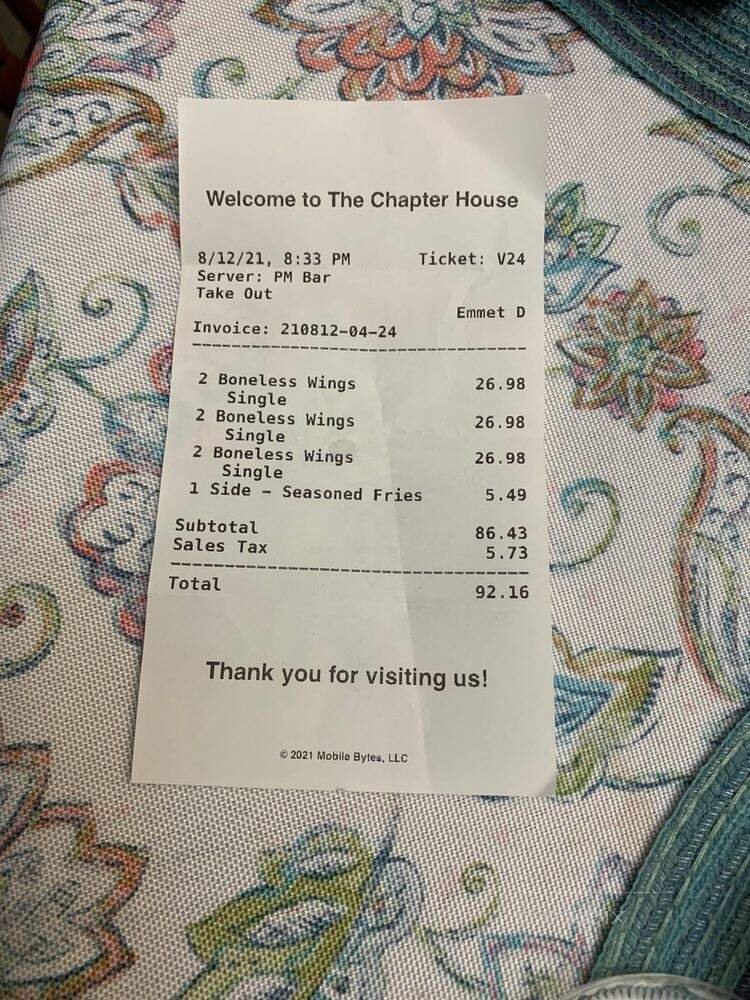 Welcome to The Chapter House
8/12/21, 8:33 PM Ticket: V24
Server: PM Bar
Take Out
Emmet D
Invoice: 210812-04-24
2 Boneless Wings 26.98
Single
2 Boneless Wings 26.98
Single
2 Boneless Wings 26.98
Single
1 Side - Seasoned Fries 5.49
Subtotal 86.43
Sales Tax 5.73
Total 92.16
Thank you for visiting us!
© 2021 Mobile Bytes, LLC